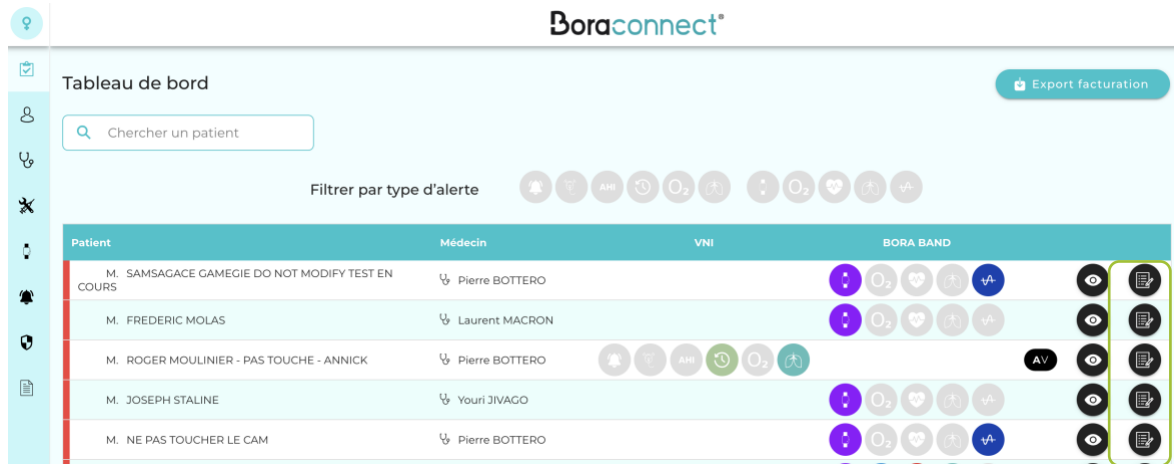 Boraconnect®
Tableau de bord
Export facturation
Chercher un patient
Filtrer par type d'alerte
AHI O₂ O₂
Patient Médecin VNI BORA BAND
M. SAMSAGACE GAMEGIE DO NOT MODIFY TEST EN
COURS
Pierre BOTTERO
O₂
M. FREDERIC MOLAS Laurent MACRON O₂
M. ROGER MOULINIER - PAS TOUCHE - ANNICK Pierre BOTTERO AHI O₂ AV
M. JOSEPH STALINE Youri JIVAGO O₂
M. NE PAS TOUCHER LE CAM Pierre BOTTERO O₂